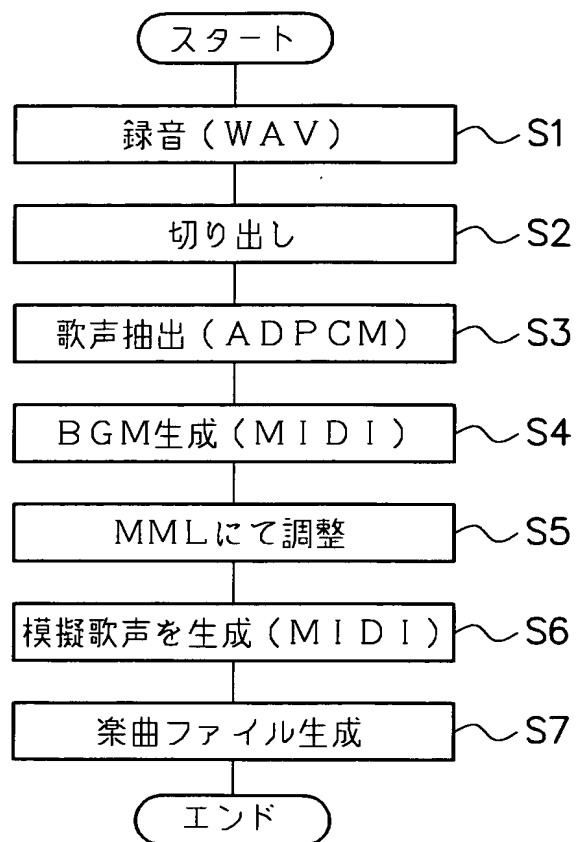 スタート
録音(WAV) S1
切り出し S2
歌声抽出(ADPCM) S3
BGM生成(MIDI) S4
MMLにて調整 S5
模擬歌声を生成(MIDI) S6
楽曲ファイル生成 S7
エンド